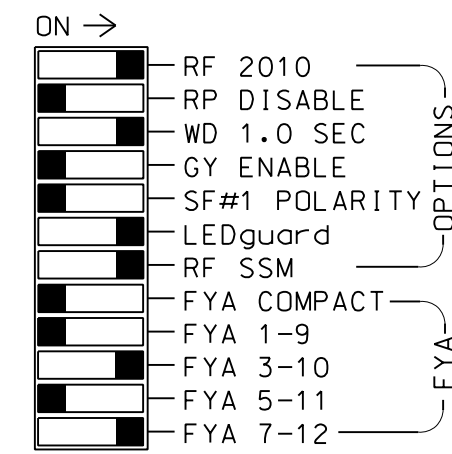 ON →
RF 2010
RP DISABLE
WD 1.0 SEC
GY ENABLE
SF#1 POLARITY
LEDguard
RF SSM
OPTIONS
FYA COMPACT
FYA 1-9
FYA 3-10
FYA 5-11
FYA 7-12
FYA